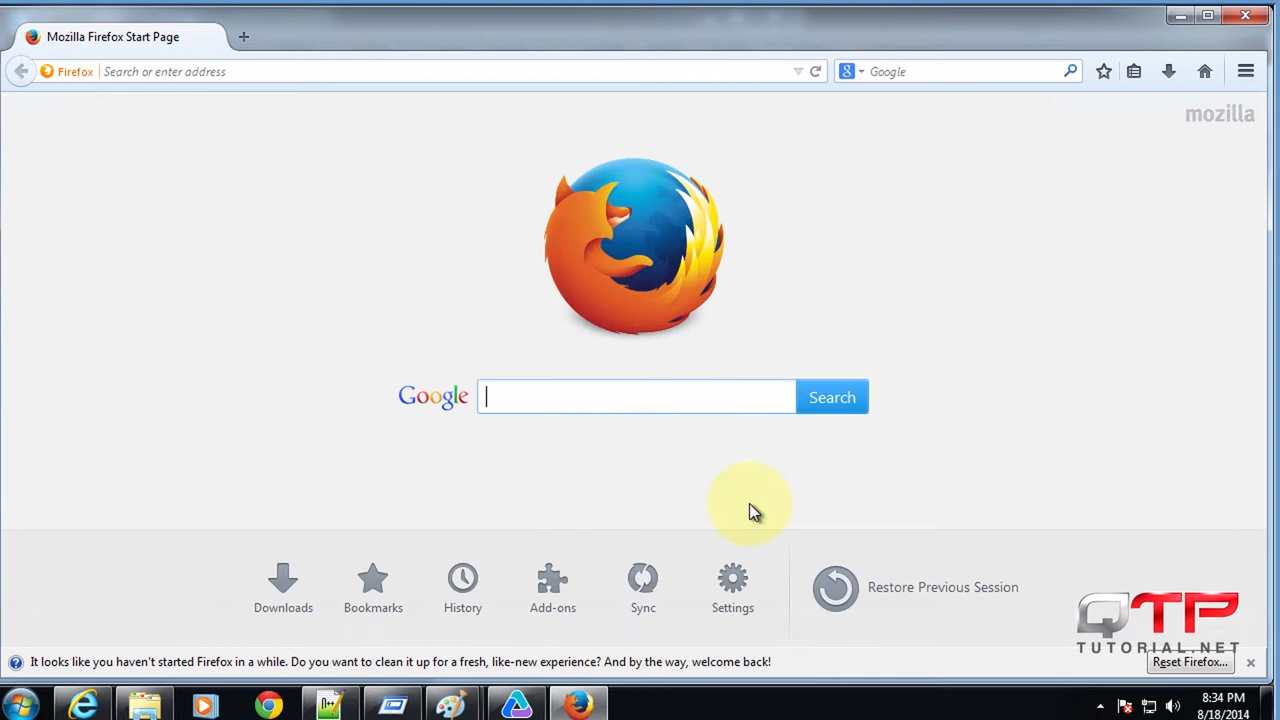 Mozilla Firefox Start Page
Firefox Search or enter address
8 Google
mozilla
Google Search
Downloads Bookmarks History Add-ons Sync Settings Restore Previous Session
QTP
TUTORIAL.NET
It looks like you haven't started Firefox in a while. Do you want to clean it up for a fresh, like-new experience? And by the way, welcome back! Reset Firefox...
n++
8:34 PM
8/18/2014